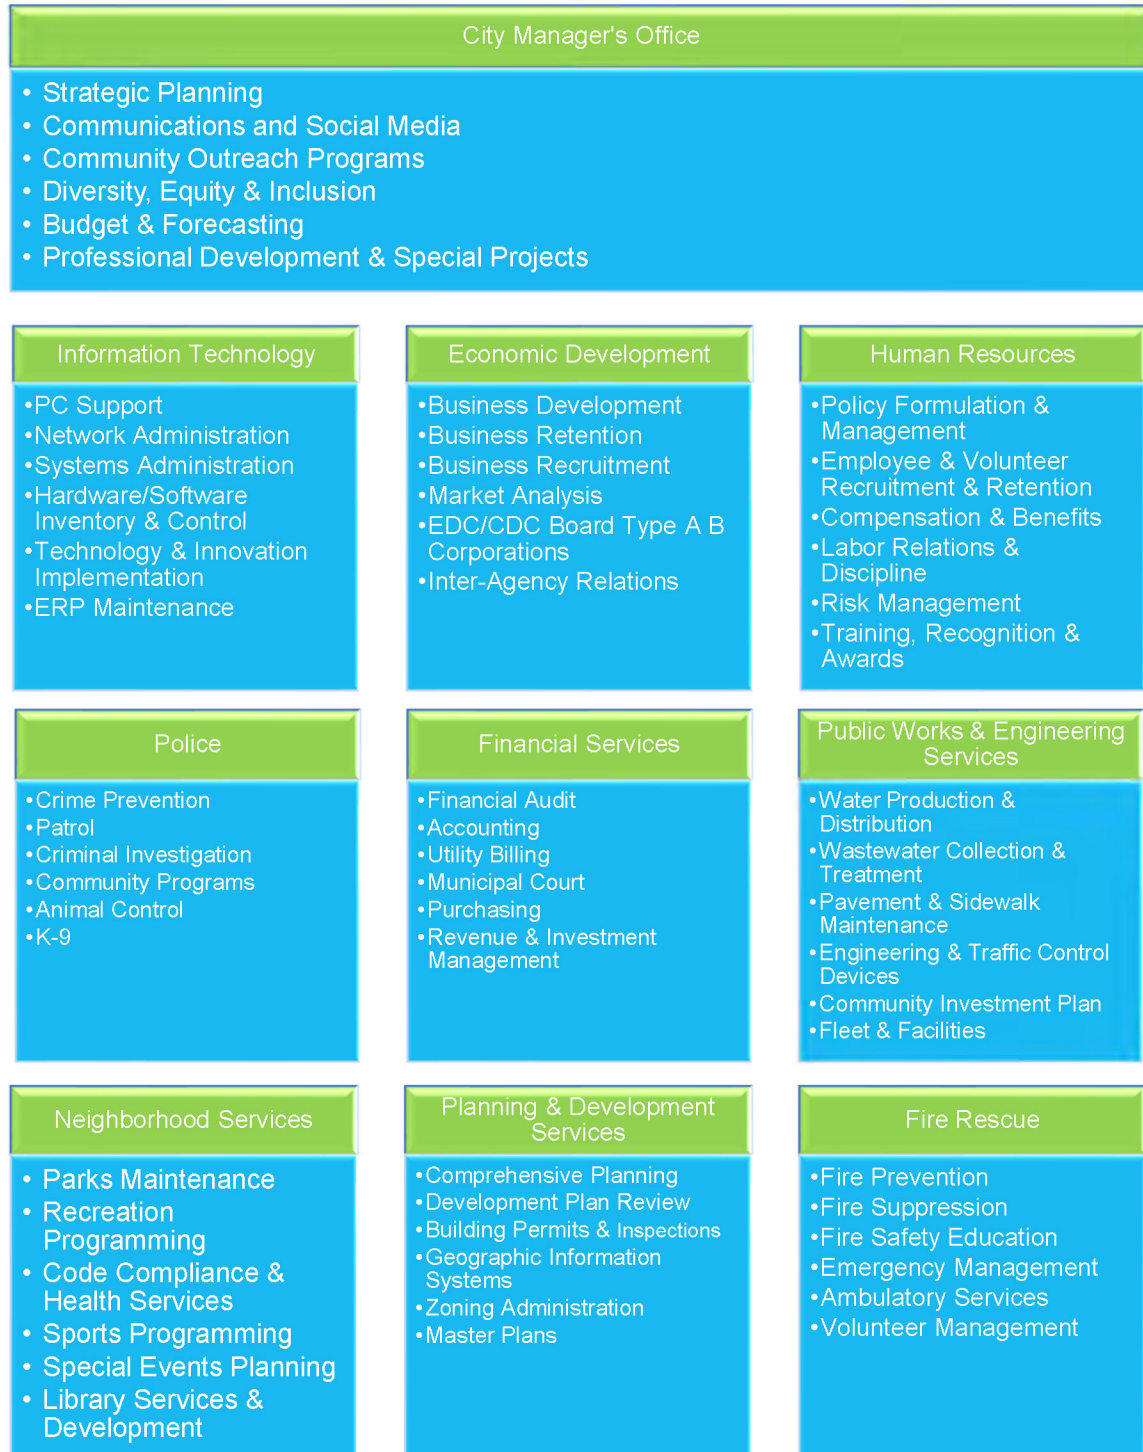 City Manager's Office
• Strategic Planning
• Communications and Social Media
• Community Outreach Programs
• Diversity, Equity & Inclusion
• Budget & Forecasting
• Professional Development & Special Projects
Information Technology
•PC Support
•Network Administration
•Systems Administration
•Hardware/Software
Inventory & Control
•Technology & Innovation
Implementation
•ERP Maintenance
Economic Development
•Business Development
•Business Retention
•Business Recruitment
•Market Analysis
•EDC/CDC Board Type A B
Corporations
•Inter-Agency Relations
Human Resources
•Policy Formulation &
Management
•Employee & Volunteer
Recruitment & Retention
•Compensation & Benefits
•Labor Relations &
Discipline
•Risk Management
•Training, Recognition &
Awards
Police
•Crime Prevention
•Patrol
•Criminal Investigation
•Community Programs
•Animal Control
•K-9
Financial Services
•Financial Audit
•Accounting
•Utility Billing
•Municipal Court
•Purchasing
•Revenue & Investment
Management
Public Works & Engineering
Services
•Water Production &
Distribution
•Wastewater Collection &
Treatment
•Pavement & Sidewalk
Maintenance
•Engineering & Traffic Control
Devices
•Community Investment Plan
•Fleet & Facilities
Neighborhood Services
• Parks Maintenance
• Recreation
Programming
• Code Compliance &
Health Services
• Sports Programming
• Special Events Planning
• Library Services &
Development
Planning & Development
Services
•Comprehensive Planning
•Development Plan Review
•Building Permits & Inspections
•Geographic Information
Systems
•Zoning Administration
•Master Plans
Fire Rescue
•Fire Prevention
•Fire Suppression
•Fire Safety Education
•Emergency Management
•Ambulatory Services
•Volunteer Management